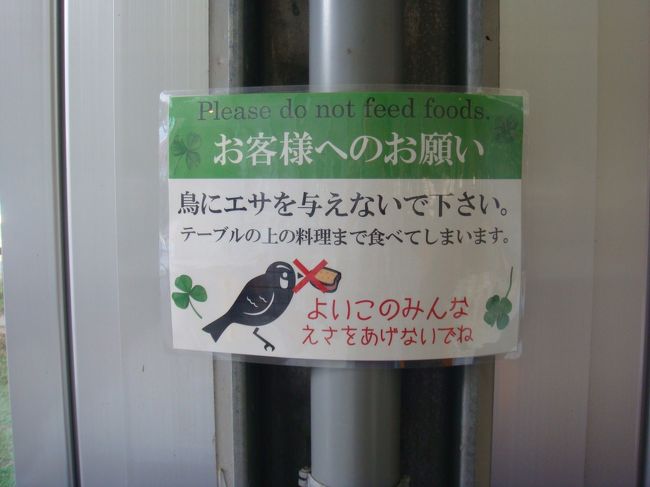 Please do not feed foods.
お客様へのお願い
鳥にエサを与えないで下さい。
テーブルの上の料理まで食べてしまいます。
よいこのみんな
えさをあげないでね